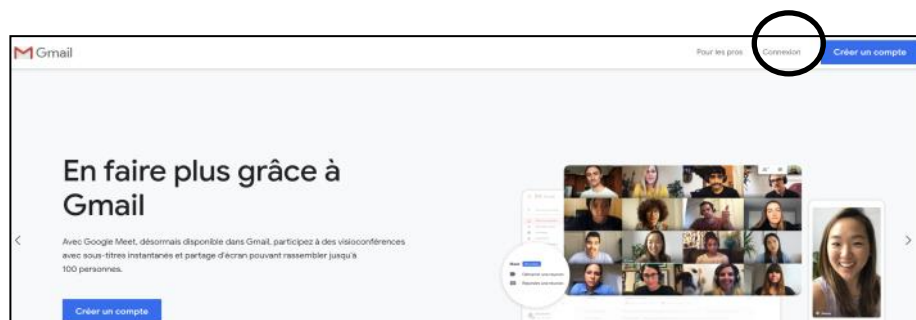 Gmail
Pour les pros
Connexion
Créer un compte
En faire plus grâce à
Gmail
Avec Google Meet, désormais disponible dans Gmail, participez à des visioconférences
avec sous-titres instantanés et partage d'écran pouvant rassembler jusqu'à
100 personnes.
Créer un compte
Meet